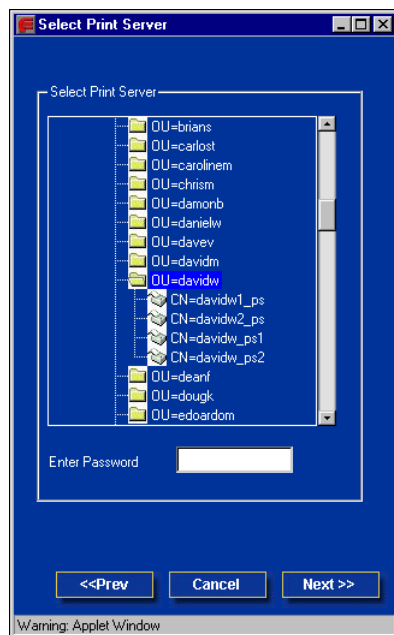 Select Print Server
Select Print Server
OU=brians
OU=carlost
OU=carolinem
OU=chrism
OU=damonb
OU=danielw
OU=davev
OU=davidm
OU=davidw
CN=davidw1_ps
CN=davidw2_ps
CN=davidw_ps1
CN=davidw_ps2
OU=deanf
OU=dougk
OU=edoardom
Enter Password
<<Prev Cancel Next >>
Warning: Applet Window